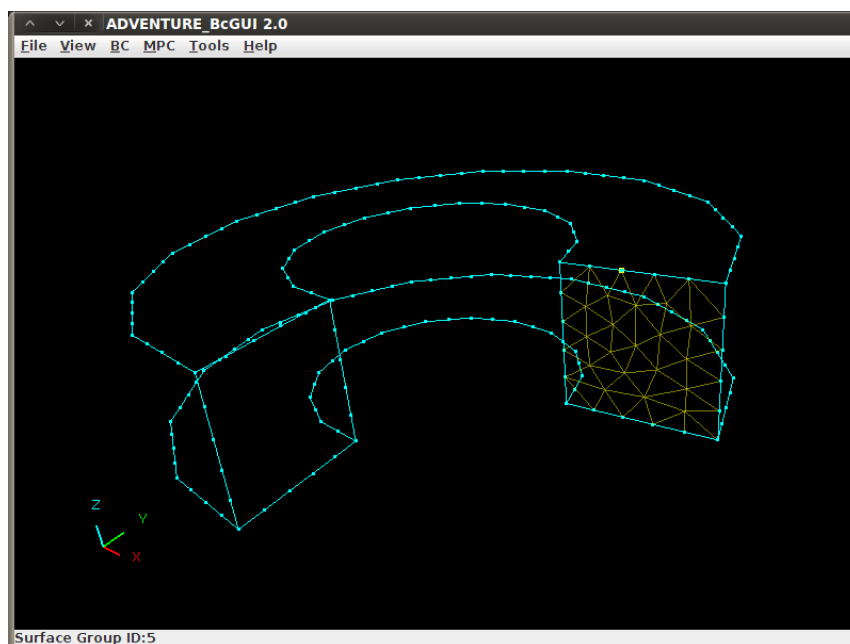 ADVENTURE_BcGUI 2.0
File View BC MPC Tools Help
Z
Y
X
Surface Group ID:5